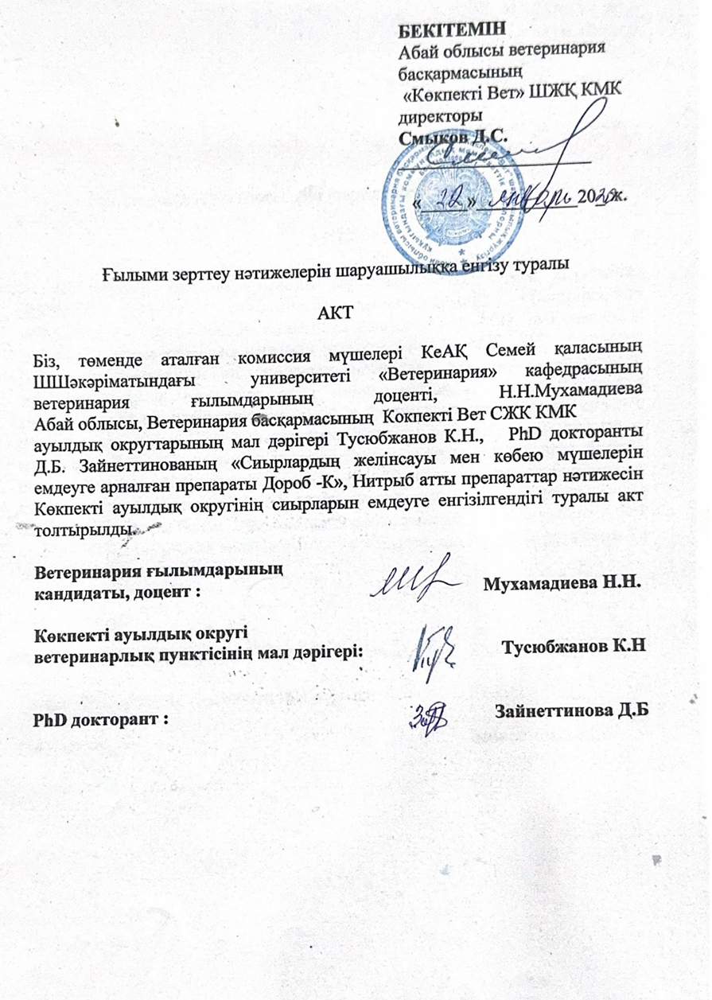 БЕКІТЕМІН
Абай облысы ветеринария
басқармасының
«Көкпекті Вет» ШЖҚ КМК
директоры
Смыков Д.С.
« 22 » январь 202 ж.
Ғылыми зерттеу нәтижелерін шаруашылыққа енгізу туралы
АКТ
Біз, төменде аталған комиссия мүшелері КеАҚ Семей қаласының
ШШәкәріматындағы университеті «Ветеринария» кафедрасының
ветеринария ғылымдарының доценті, Н.Н.Мухамадиева
Абай облысы, Ветеринария басқармасының Кокпекті Вет СЖК КМК
ауылдық округтарының мал дәрігері Тусюбжанов К.Н., PhD докторанты
Д.Б. Зайнеттинованың «Сиырлардың желінсауы мен көбею мүшелерін
емдеуге арналған препараты Дороб -К», Нитрыб атты препараттар нәтижесін
Көкпекті ауылдық округінің сиырларын емдеуге енгізілгендігі туралы акт
толтырылды.
Ветеринария ғылымдарының
кандидаты, доцент : Мухамадиева Н.Н.
Көкпекті ауылдық округі
ветеринарлық пунктісінің мал дәрігері: Тусюбжанов К.Н
PhD докторант : Зайнеттинова Д.Б